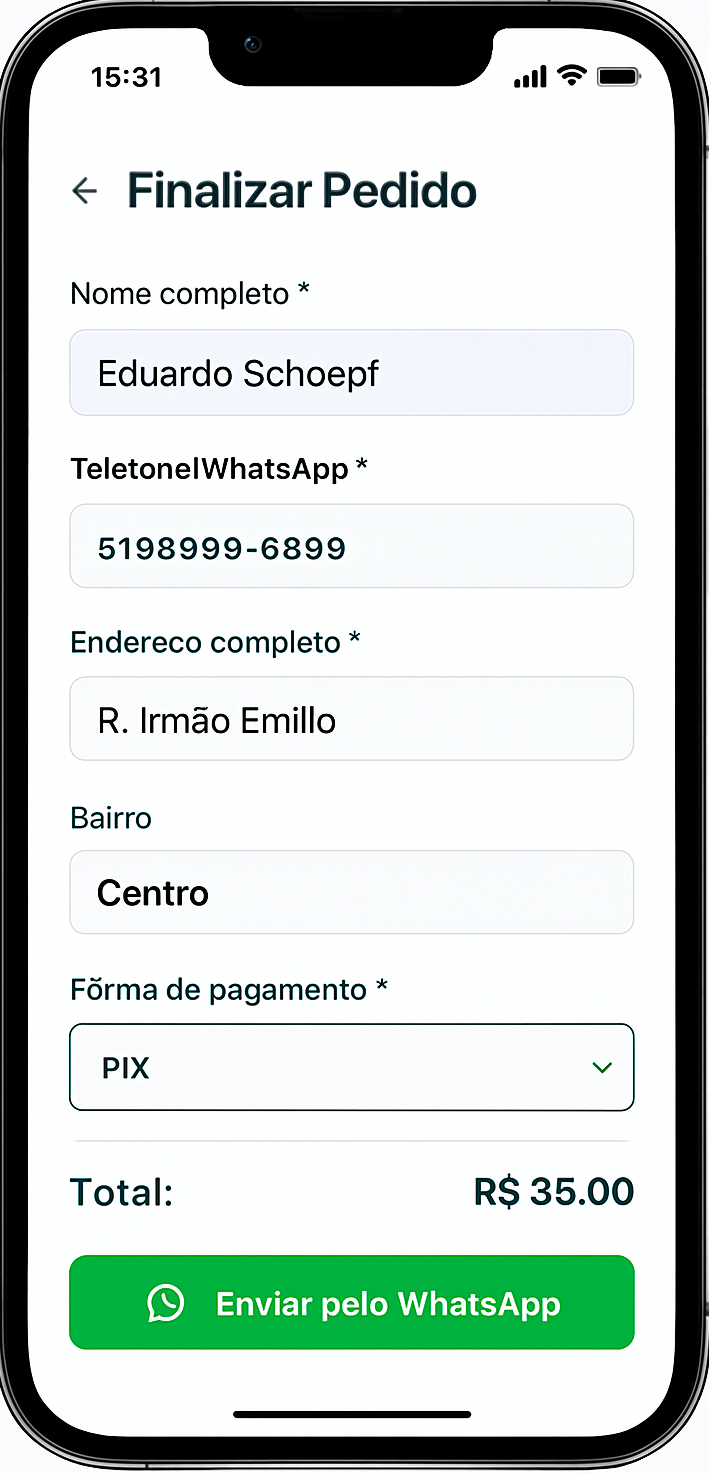 15:31
Finalizar Pedido
Nome completo *
Eduardo Schoepf
TeletonelWhatsApp *
5198999-6899
Endereco completo *
R. Irmão Emillo
Bairro
Centro
Fõrma de pagamento *
PIX
Total: R$ 35.00
Enviar pelo WhatsApp